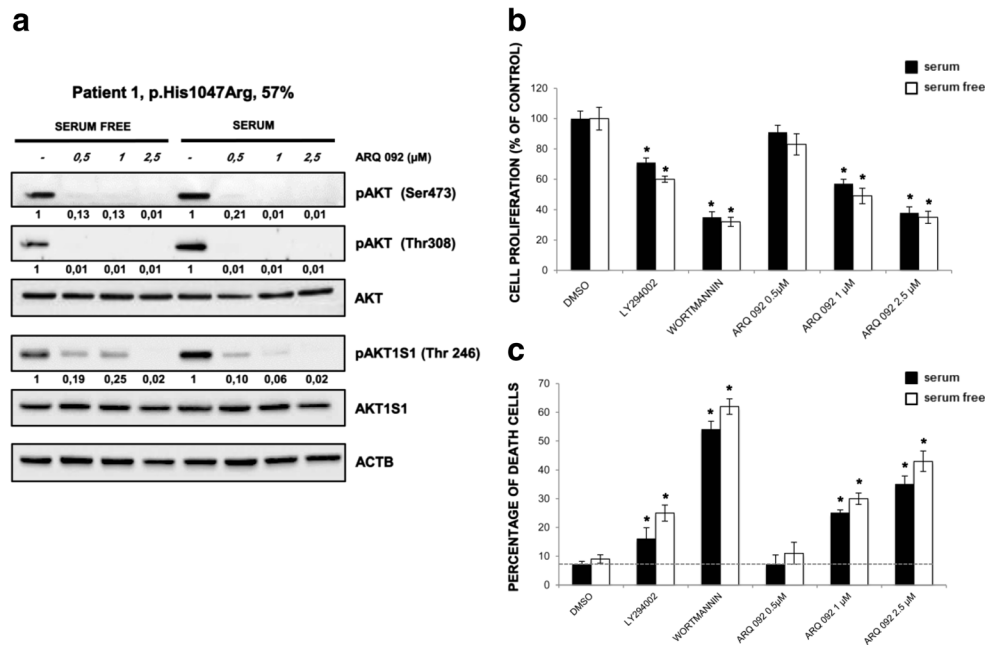 a
Patient 1, p.His1047Arg, 57%
SERUM FREE SERUM
- 0,5 1 2,5 - 0,5 1 2,5 ARQ 092 (µM)
pAKT (Ser473)
1 0,13 0,13 0,01 1 0,21 0,01 0,01
pAKT (Thr308)
1 0,01 0,01 0,01 1 0,01 0,01 0,01
AKT
pAKT1S1 (Thr 246)
1 0,19 0,25 0,02 1 0,10 0,06 0,02
AKT1S1
ACTB
b
serum
serum free
CELL PROLIFERATION (% OF CONTROL)
120
100
80
60
40
20
0
* * * * * * * *
DMSO
LY294002
WORTMANNIN
ARQ 092 0.5µM
ARQ 092 1 µM
ARQ 092 2.5 µM
c
serum
serum free
PERCENTAGE OF DEATH CELLS
70
60
50
40
30
20
10
0
* * * * * * * *
DMSO
LY294002
WORTMANNIN
ARQ 092 0.5µM
ARQ 092 1 µM
ARQ 092 2.5 µM